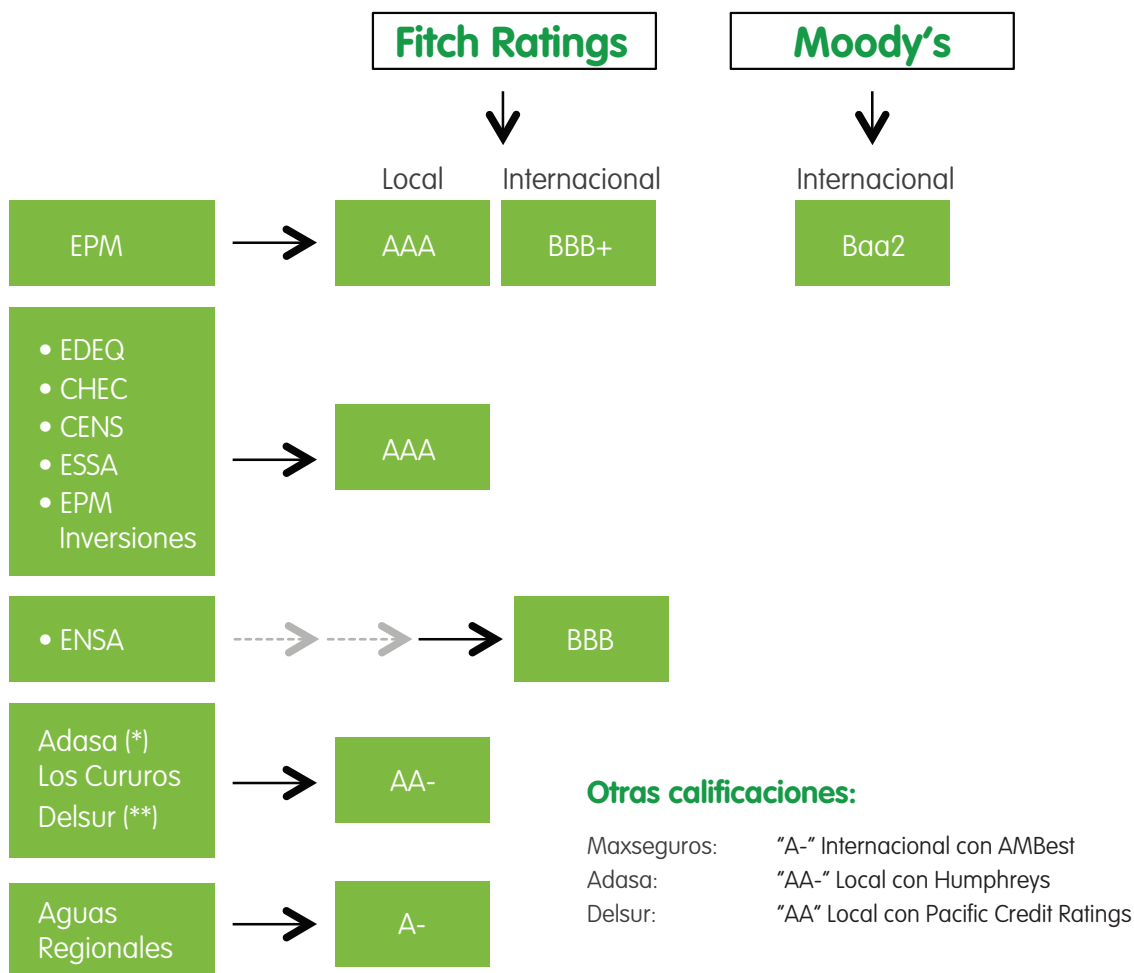 Fitch Ratings
Moody's
Local
Internacional
Internacional
EPM
AAA
BBB+
Baa2
• EDEQ
• CHEC
• CENS
• ESSA
• EPM
Inversiones
AAA
• ENSA
BBB
Adasa (*)
Los Cururos
Delsur (**)
AA-
Aguas
Regionales
A-
Otras calificaciones:
Maxseguros: "A-" Internacional con AMBest
Adasa: "AA-" Local con Humphreys
Delsur: "AA" Local con Pacific Credit Ratings